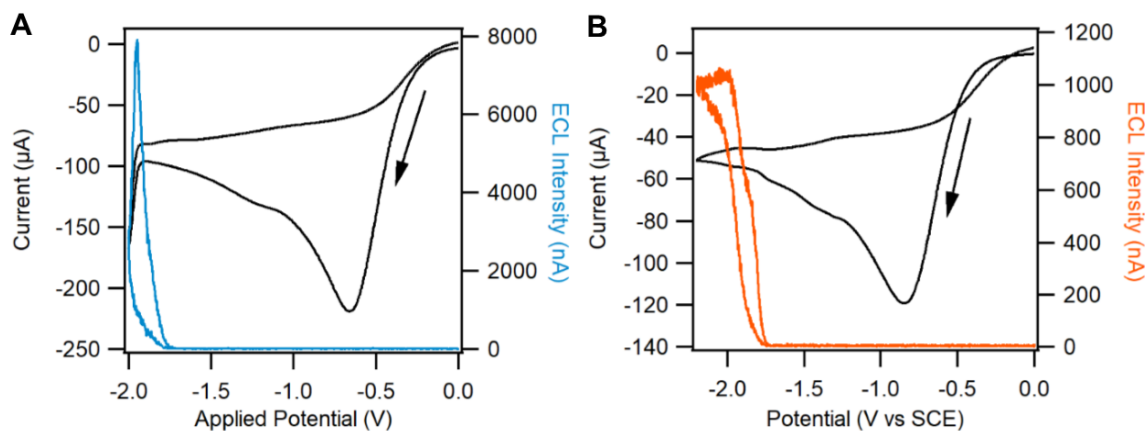 A
0
-50
-100
-150
-200
-250
Current (µA)
8000
6000
4000
2000
0
ECL Intensity (nA)
-2.0 -1.5 -1.0 -0.5 0.0
Applied Potential (V)
B
0
-20
-40
-60
-80
-100
-120
-140
Current (µA)
1200
1000
800
600
400
200
0
ECL Intensity (nA)
-2.0 -1.5 -1.0 -0.5 0.0
Potential (V vs SCE)